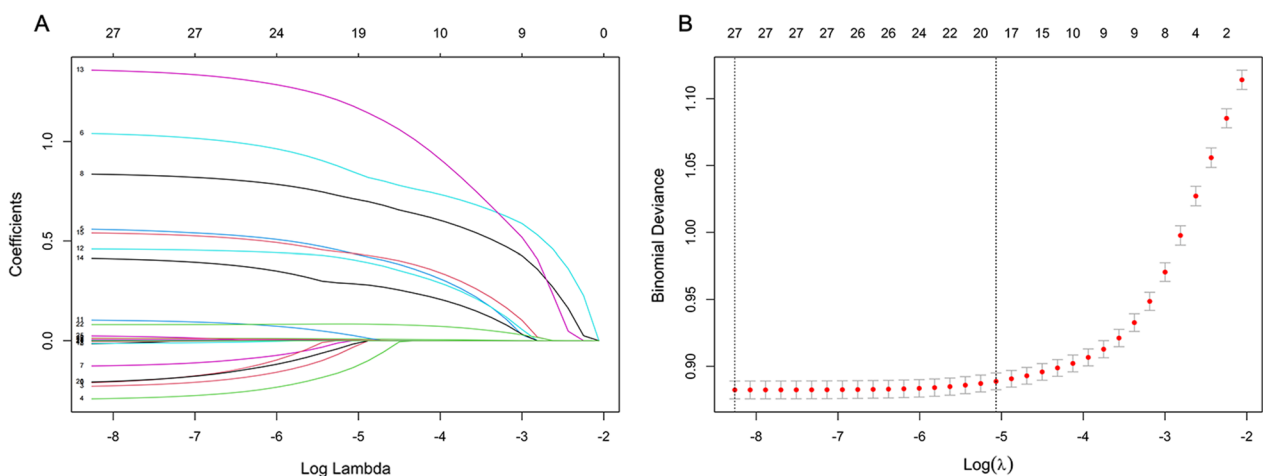 A
27 27 24 19 10 9 0
Coefficients
1.0
0.5
0.0
13
6
8
5
15
12
14
11
22
7
3
4
-8 -7 -6 -5 -4 -3 -2
Log Lambda
B
27 27 27 27 26 26 24 22 20 17 15 10 9 9 8 4 2
Binomial Deviance
1.10
1.05
1.00
0.95
0.90
-8 -7 -6 -5 -4 -3 -2
Log(λ)